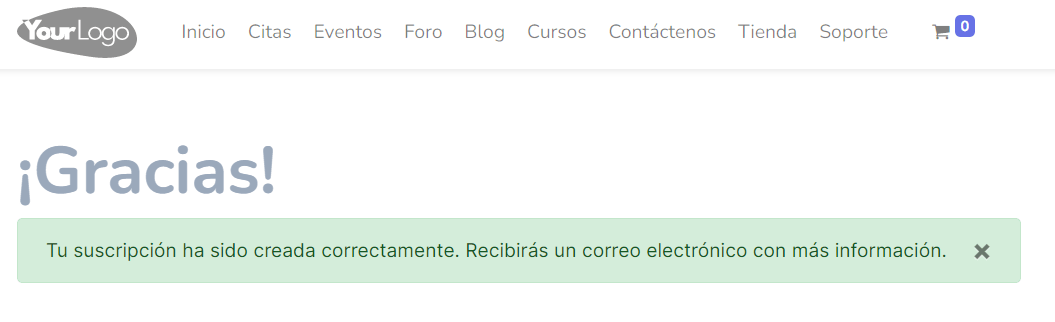 YourLogo
Inicio Citas Eventos Foro Blog Cursos Contáctenos Tienda Soporte 0
¡Gracias!
Tu suscripción ha sido creada correctamente. Recibirás un correo electrónico con más información. ×